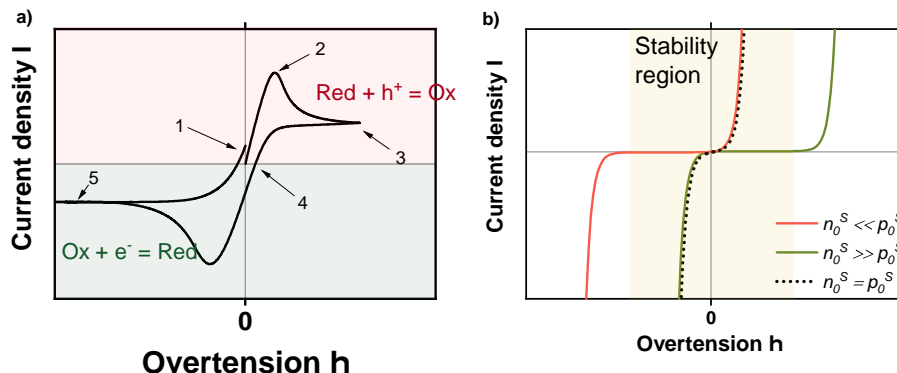 a)
Current density I
2
Red + h⁺ = Ox
1
3
4
5
Ox + e⁻ = Red
0
Overtension h
b)
Current density I
Stability
region
n₀ˢ << p₀ˢ
n₀ˢ >> p₀ˢ
n₀ˢ = p₀ˢ
0
Overtension h